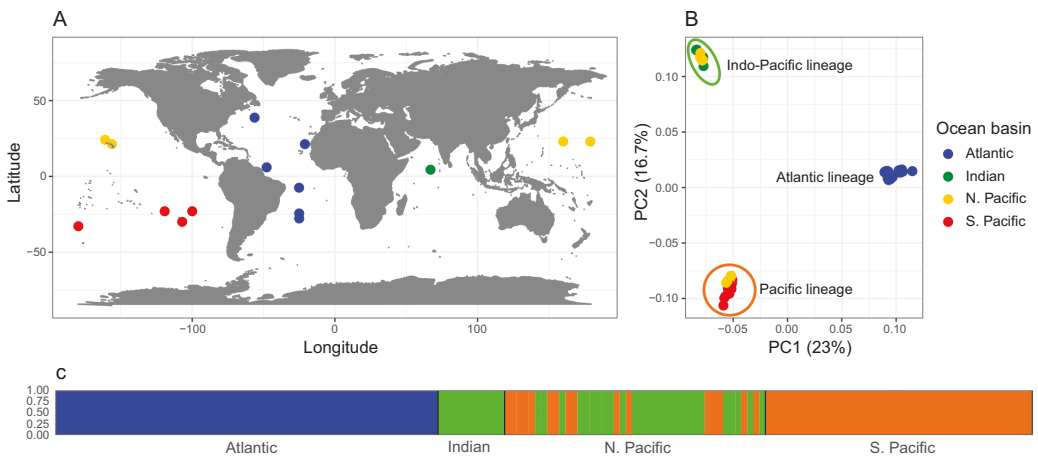 A
B
50
0
−50
Latitude
−100
0
100
Longitude
0.10
0.05
0.00
−0.05
−0.10
PC2 (16.7%)
Indo-Pacific lineage
Atlantic lineage
Pacific lineage
−0.05
0.00
0.05
0.10
PC1 (23%)
Ocean basin
Atlantic
Indian
N. Pacific
S. Pacific
c
1.00
0.75
0.50
0.25
0.00
Atlantic
Indian
N. Pacific
S. Pacific